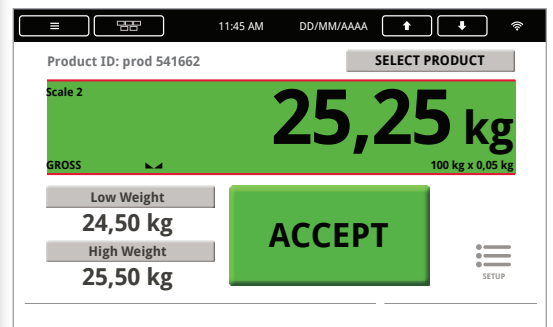 11:45 AM DD/MM/AAAA
Product ID: prod 541662 SELECT PRODUCT
Scale 2
25,25 kg
GROSS 100 kg x 0,05 kg
Low Weight
24,50 kg
ACCEPT
High Weight
25,50 kg
SETUP